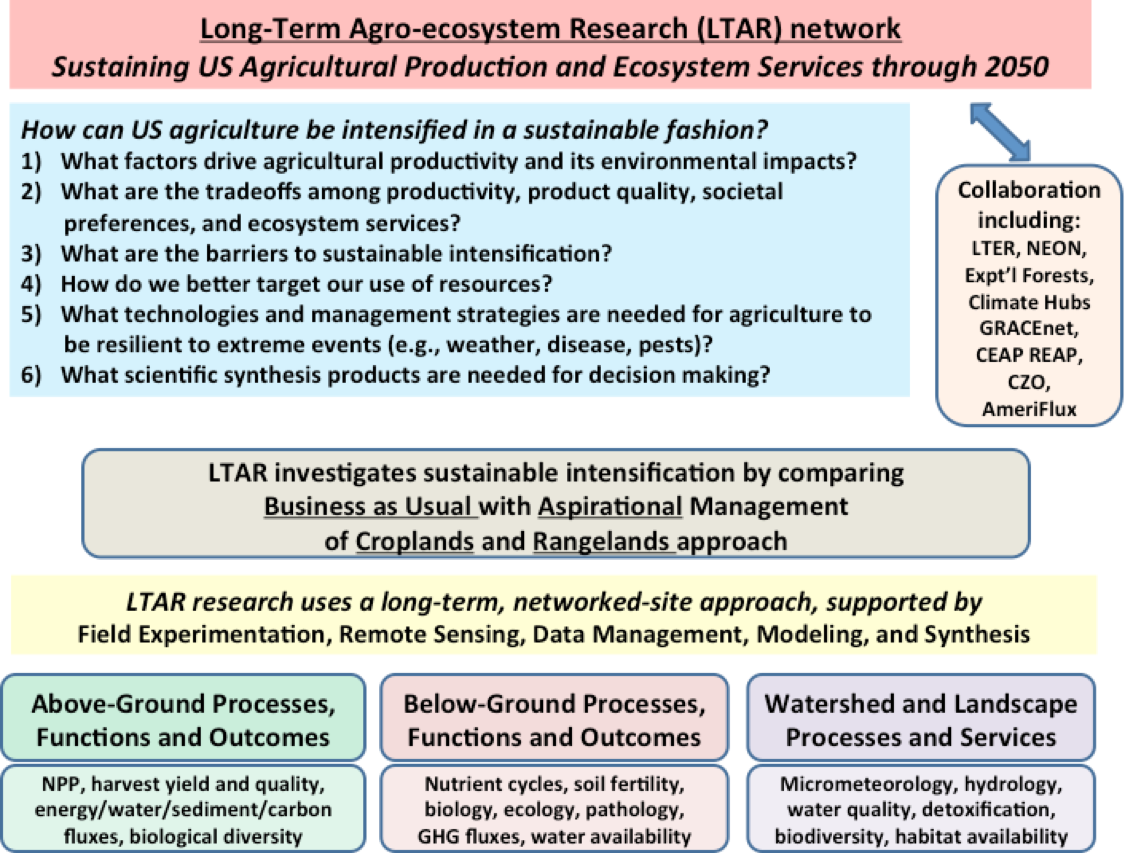 Long-Term Agro-ecosystem Research (LTAR) network
Sustaining US Agricultural Production and Ecosystem Services through 2050
How can US agriculture be intensified in a sustainable fashion?
1) What factors drive agricultural productivity and its environmental impacts?
2) What are the tradeoffs among productivity, product quality, societal
preferences, and ecosystem services?
3) What are the barriers to sustainable intensification?
4) How do we better target our use of resources?
5) What technologies and management strategies are needed for agriculture to
be resilient to extreme events (e.g., weather, disease, pests)?
6) What scientific synthesis products are needed for decision making?
Collaboration
including:
LTER, NEON,
Expt'l Forests,
Climate Hubs
GRACEnet,
CEAP REAP,
CZO,
AmeriFlux
LTAR investigates sustainable intensification by comparing
Business as Usual with Aspirational Management
of Croplands and Rangelands approach
LTAR research uses a long-term, networked-site approach, supported by
Field Experimentation, Remote Sensing, Data Management, Modeling, and Synthesis
Above-Ground Processes,
Functions and Outcomes
NPP, harvest yield and quality,
energy/water/sediment/carbon
fluxes, biological diversity
Below-Ground Processes,
Functions and Outcomes
Nutrient cycles, soil fertility,
biology, ecology, pathology,
GHG fluxes, water availability
Watershed and Landscape
Processes and Services
Micrometeorology, hydrology,
water quality, detoxification,
biodiversity, habitat availability